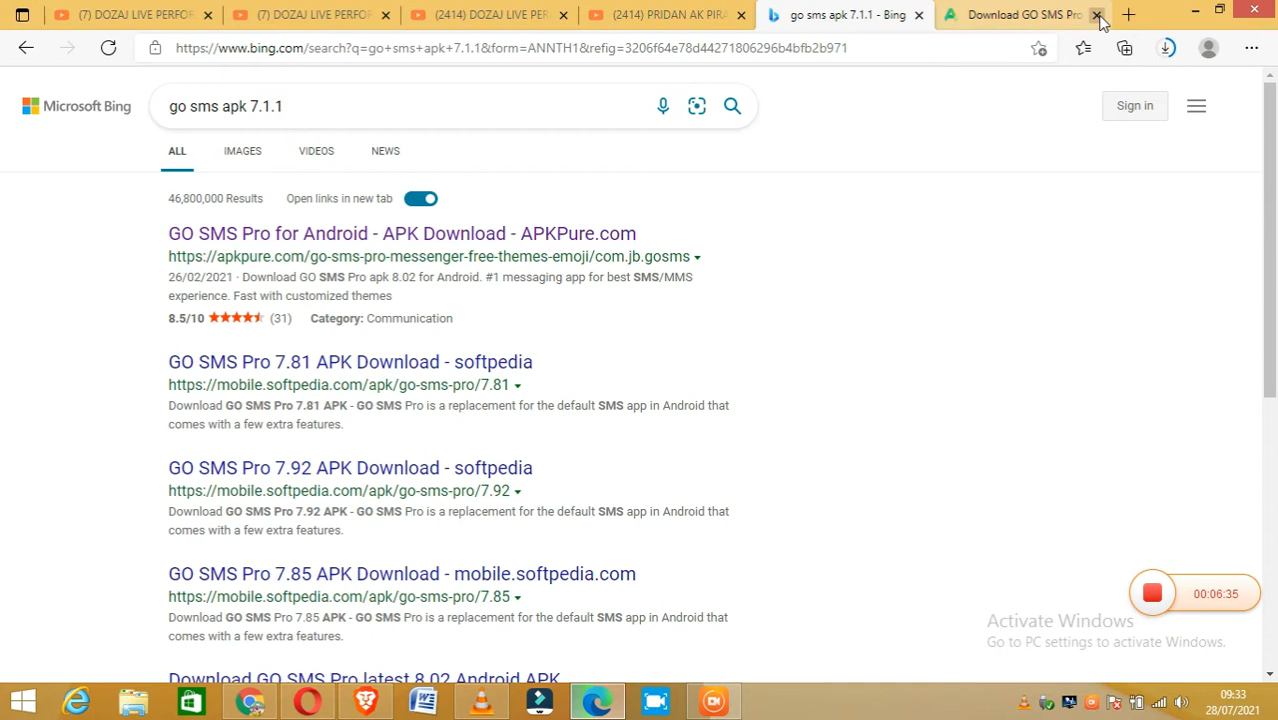 (7) DOZAJ LIVE PERFOR
(7) DOZAJ LIVE PERFOR
(2414) DOZAJ LIVE PER
(2414) PRIDAN AK PIRA
go sms apk 7.1.1 - Bing
Download GO SMS Pro
https://www.bing.com/search?q=go+sms+apk+7.1.1&form=ANNTH1&refig=3206f64e78d44271806296b4bfb2b971
Microsoft Bing
go sms apk 7.1.1
Sign in
ALL
IMAGES
VIDEOS
NEWS
46,800,000 Results
Open links in new tab
GO SMS Pro for Android - APK Download - APKPure.com
https://apkpure.com/go-sms-pro-messenger-free-themes-emoji/com.jb.gosms
26/02/2021 · Download GO SMS Pro apk 8.02 for Android. #1 messaging app for best SMS/MMS
experience. Fast with customized themes
8.5/10 (31) Category: Communication
GO SMS Pro 7.81 APK Download - softpedia
https://mobile.softpedia.com/apk/go-sms-pro/7.81
Download GO SMS Pro 7.81 APK - GO SMS Pro is a replacement for the default SMS app in Android that
comes with a few extra features.
GO SMS Pro 7.92 APK Download - softpedia
https://mobile.softpedia.com/apk/go-sms-pro/7.92
Download GO SMS Pro 7.92 APK - GO SMS Pro is a replacement for the default SMS app in Android that
comes with a few extra features.
GO SMS Pro 7.85 APK Download - mobile.softpedia.com
https://mobile.softpedia.com/apk/go-sms-pro/7.85
Download GO SMS Pro 7.85 APK - GO SMS Pro is a replacement for the default SMS app in Android that
comes with a few extra features.
Download GO SMS Pro latest 8.02 Android APK
00:06:35
Activate Windows
Go to PC settings to activate Windows.
09:33
28/07/2021